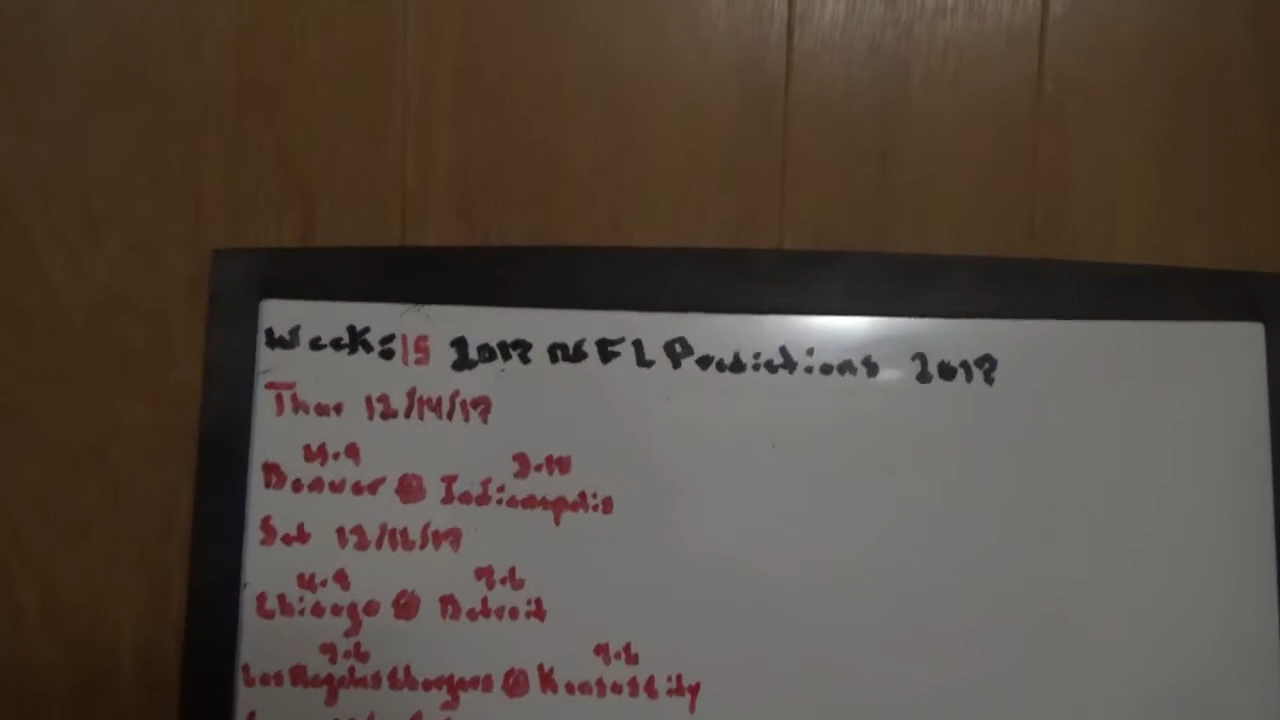 Week:15 2017 NFL Predictions 2017
Thur 12/14/17
4-9 3-10
Denver @ Indianapolis
Sat 12/16/17
4-9 7-6
Chicago @ Detroit
7-6 7-6
Los Angeles Chargers @ Kansas City